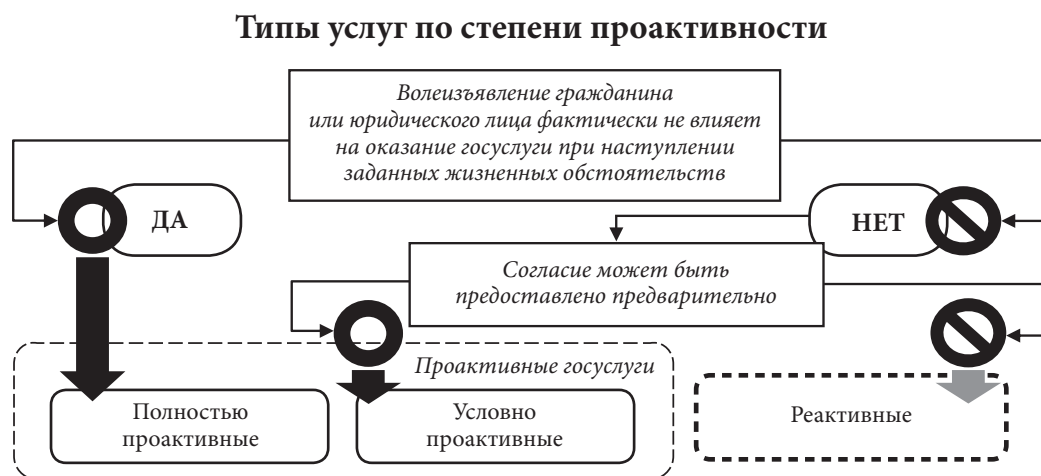 Типы услуг по степени проактивности
Волеизъявление гражданина
или юридического лица фактически не влияет
на оказание госуслуги при наступлении
заданных жизненных обстоятельств
ДА
НЕТ
Согласие может быть
предоставлено предварительно
Проактивные госуслуги
Полностью
проактивные
Условно
проактивные
Реактивные